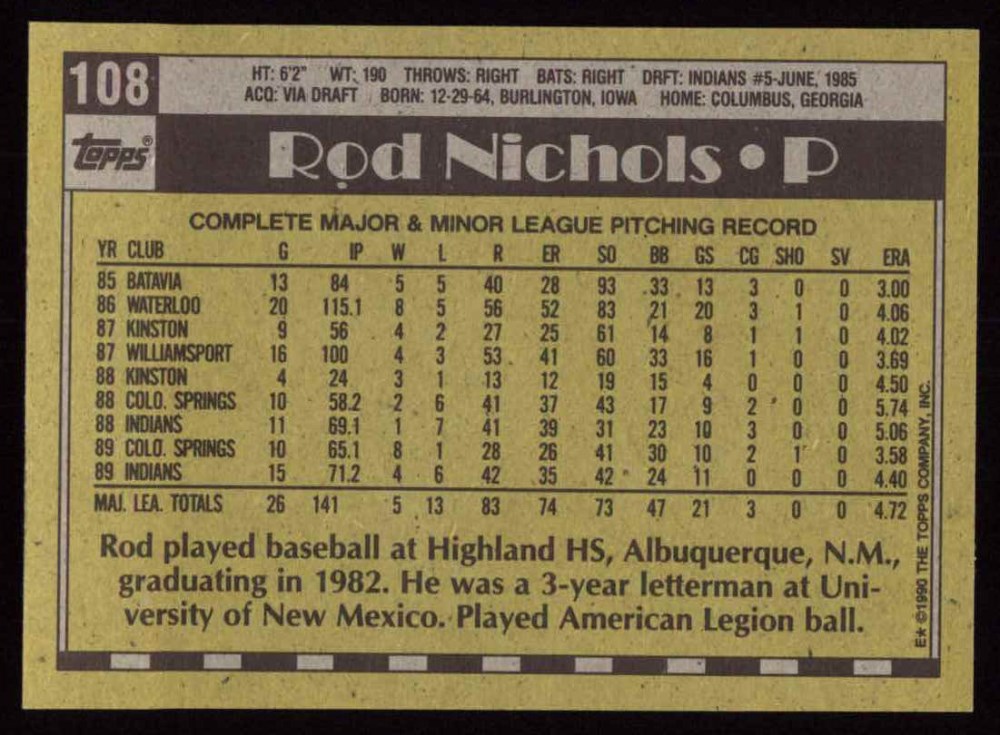 108
HT: 6'2" WT: 190 THROWS: RIGHT BATS: RIGHT DRFT: INDIANS #5-JUNE, 1985
ACQ: VIA DRAFT BORN: 12-29-64, BURLINGTON, IOWA HOME: COLUMBUS, GEORGIA
topps®
Rod Nichols • P
COMPLETE MAJOR & MINOR LEAGUE PITCHING RECORD
YR CLUB G IP W L R ER SO BB GS CG SHO SV ERA
85 BATAVIA 13 84 5 5 40 28 93 33 13 3 0 0 3.00
86 WATERLOO 20 115.1 8 5 56 52 83 21 20 3 1 0 4.06
87 KINSTON 9 56 4 2 27 25 61 14 8 1 1 0 4.02
87 WILLIAMSPORT 16 100 4 3 53 41 60 33 16 1 0 0 3.69
88 KINSTON 4 24 3 1 13 12 19 15 4 0 0 0 4.50
88 COLO. SPRINGS 10 58.2 2 6 41 37 43 17 9 2 0 0 5.74
88 INDIANS 11 69.1 1 7 41 39 31 23 10 3 0 0 5.06
89 COLO. SPRINGS 10 65.1 8 1 28 26 41 30 10 2 1 0 3.58
89 INDIANS 15 71.2 4 6 42 35 42 24 11 0 0 0 4.40
MAJ. LEA. TOTALS 26 141 5 13 83 74 73 47 21 3 0 0 4.72
Rod played baseball at Highland HS, Albuquerque, N.M.,
graduating in 1982. He was a 3-year letterman at Uni-
versity of New Mexico. Played American Legion ball.
E★ ©1990 THE TOPPS COMPANY, INC.